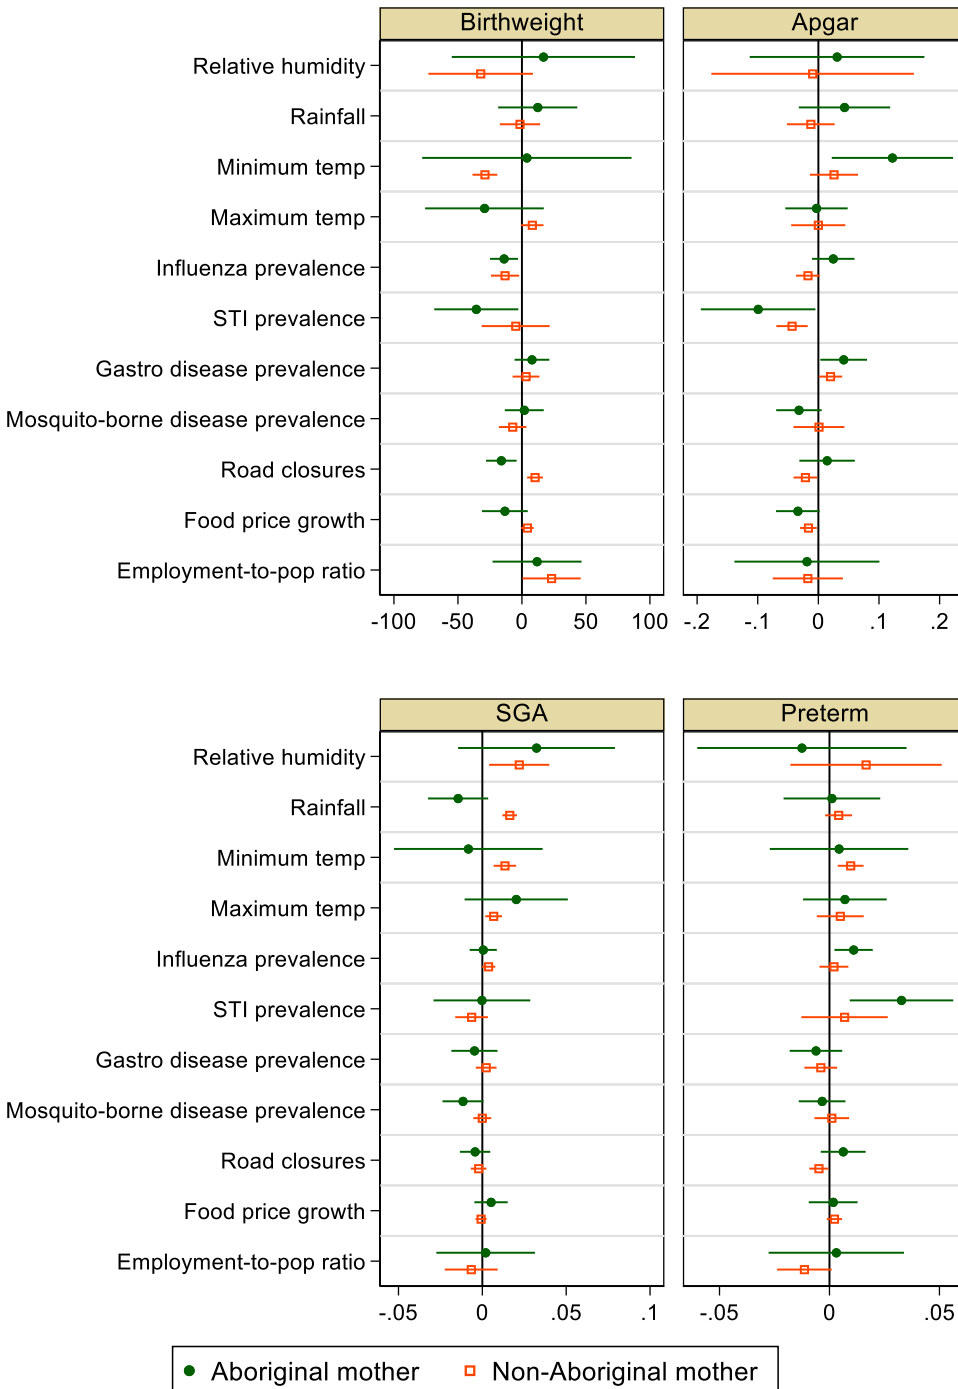 Birthweight Apgar
Relative humidity
Rainfall
Minimum temp
Maximum temp
Influenza prevalence
STI prevalence
Gastro disease prevalence
Mosquito-borne disease prevalence
Road closures
Food price growth
Employment-to-pop ratio
-100 -50 0 50 100 -.2 -.1 0 .1 .2
SGA Preterm
Relative humidity
Rainfall
Minimum temp
Maximum temp
Influenza prevalence
STI prevalence
Gastro disease prevalence
Mosquito-borne disease prevalence
Road closures
Food price growth
Employment-to-pop ratio
-.05 0 .05 .1 -.05 0 .05
Aboriginal mother Non-Aboriginal mother